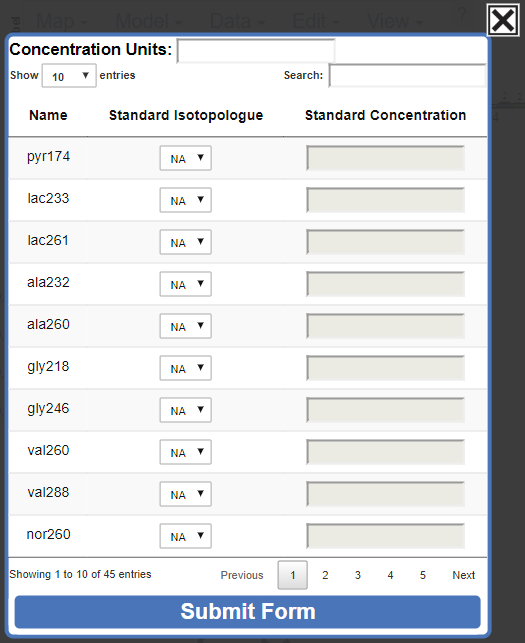 Map Model Data Edit View ?
Concentration Units:
Show 10 entries Search:
Name Standard Isotopologue Standard Concentration
pyr174 NA
lac233 NA
lac261 NA
ala232 NA
ala260 NA
gly218 NA
gly246 NA
val260 NA
val288 NA
nor260 NA
Showing 1 to 10 of 45 entries Previous 1 2 3 4 5 Next
Submit Form